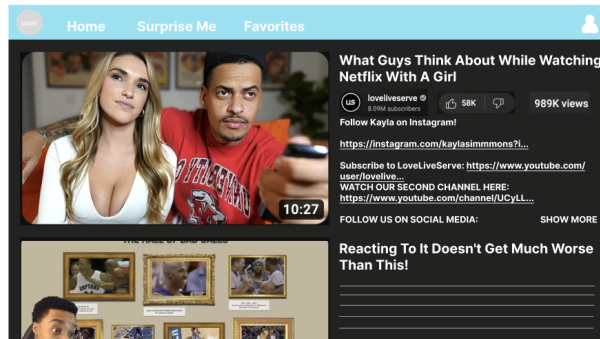 LOGO
Home Surprise Me Favorites
What Guys Think About While Watching
Netflix With A Girl
us
loveliveserve
8.09M subscribers
58K
989K views
Follow Kayla on Instagram!
https://instagram.com/kaylasimmmons?i...
Subscribe to LoveLiveServe: https://www.youtube.com/
user/lovelive...
WATCH OUR SECOND CHANNEL HERE:
https://www.youtube.com/channel/UCyLL...
FOLLOW US ON SOCIAL MEDIA: SHOW MORE
10:27
THE HALL OF BAD CALLS
Reacting To It Doesn't Get Much Worse
Than This!